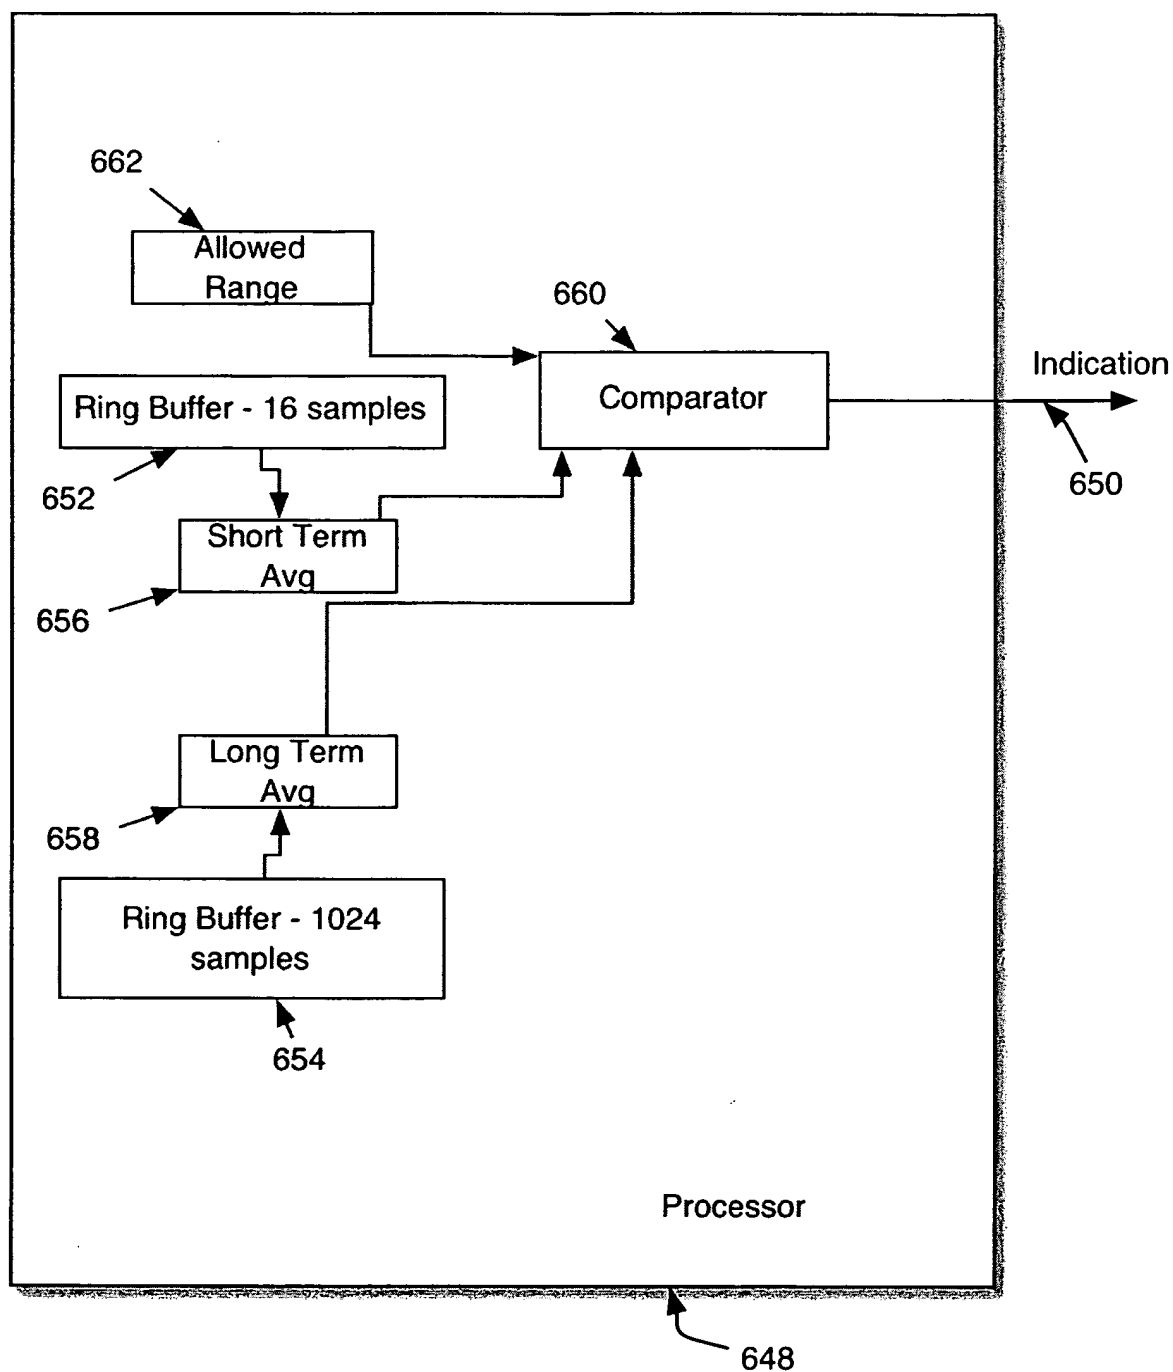 662
Allowed
Range
660
Comparator
Indication
650
Ring Buffer - 16 samples
652
Short Term
Avg
656
Long Term
Avg
658
Ring Buffer - 1024
samples
654
Processor
648